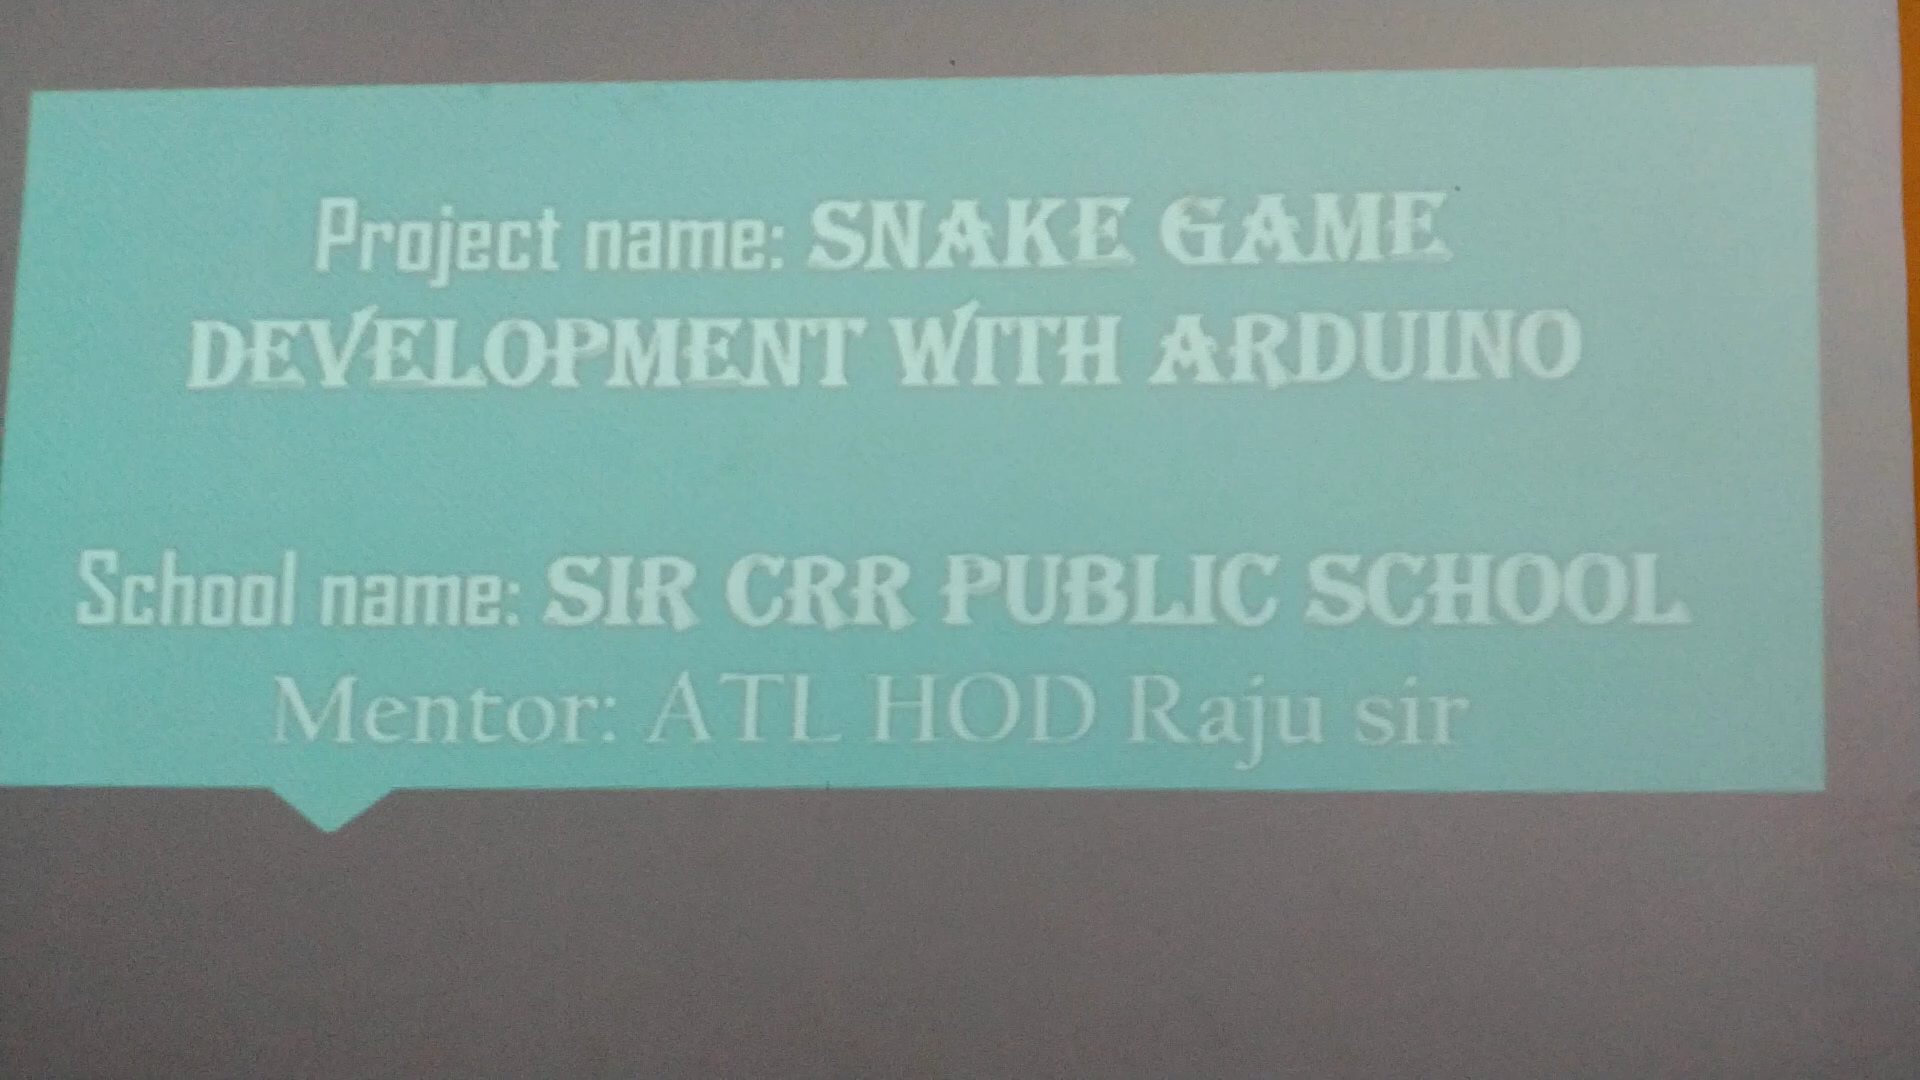 Project name: SNAKE GAME
DEVELOPMENT WITH ARDUINO
School name: SIR CRR PUBLIC SCHOOL
Mentor: ATL HOD Raju sir